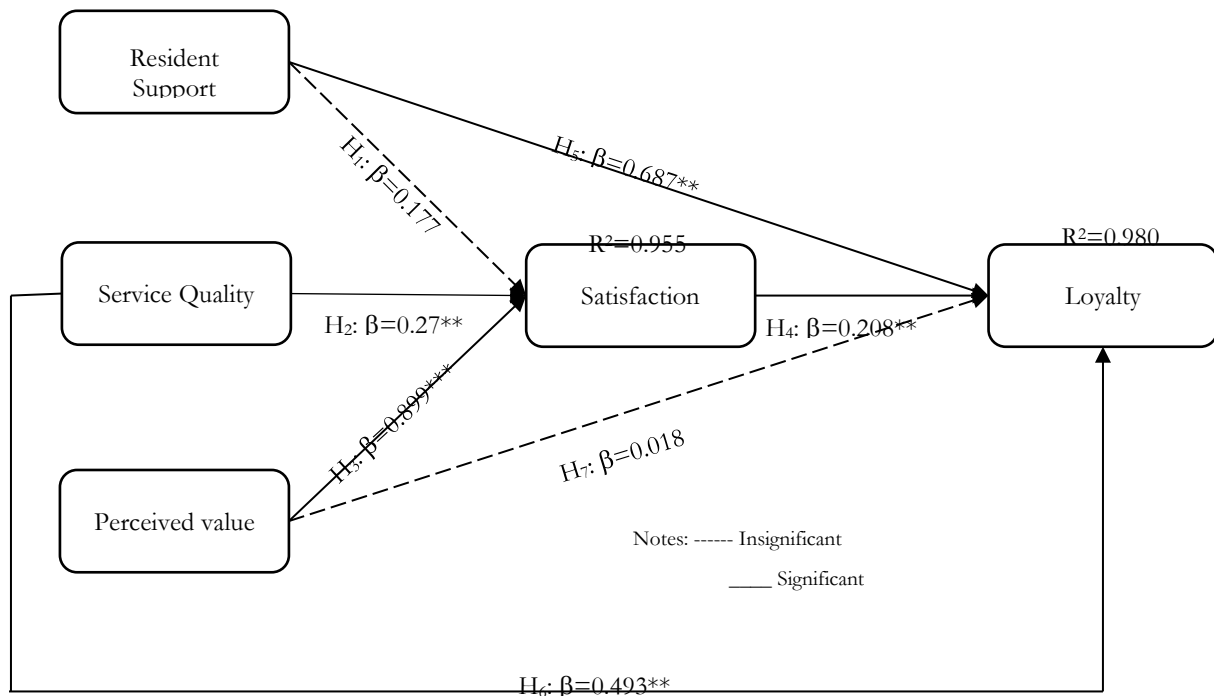 Resident
Support
H₅: β=0.687**
H₁: β=0.177
R²=0.955
R²=0.980
Service Quality
Satisfaction
Loyalty
H₂: β=0.27**
H₄: β=0.208**
H₃: β=0.899***
H₇: β=0.018
Perceived value
Notes: ------ Insignificant
____ Significant
H₆: β=0.493**